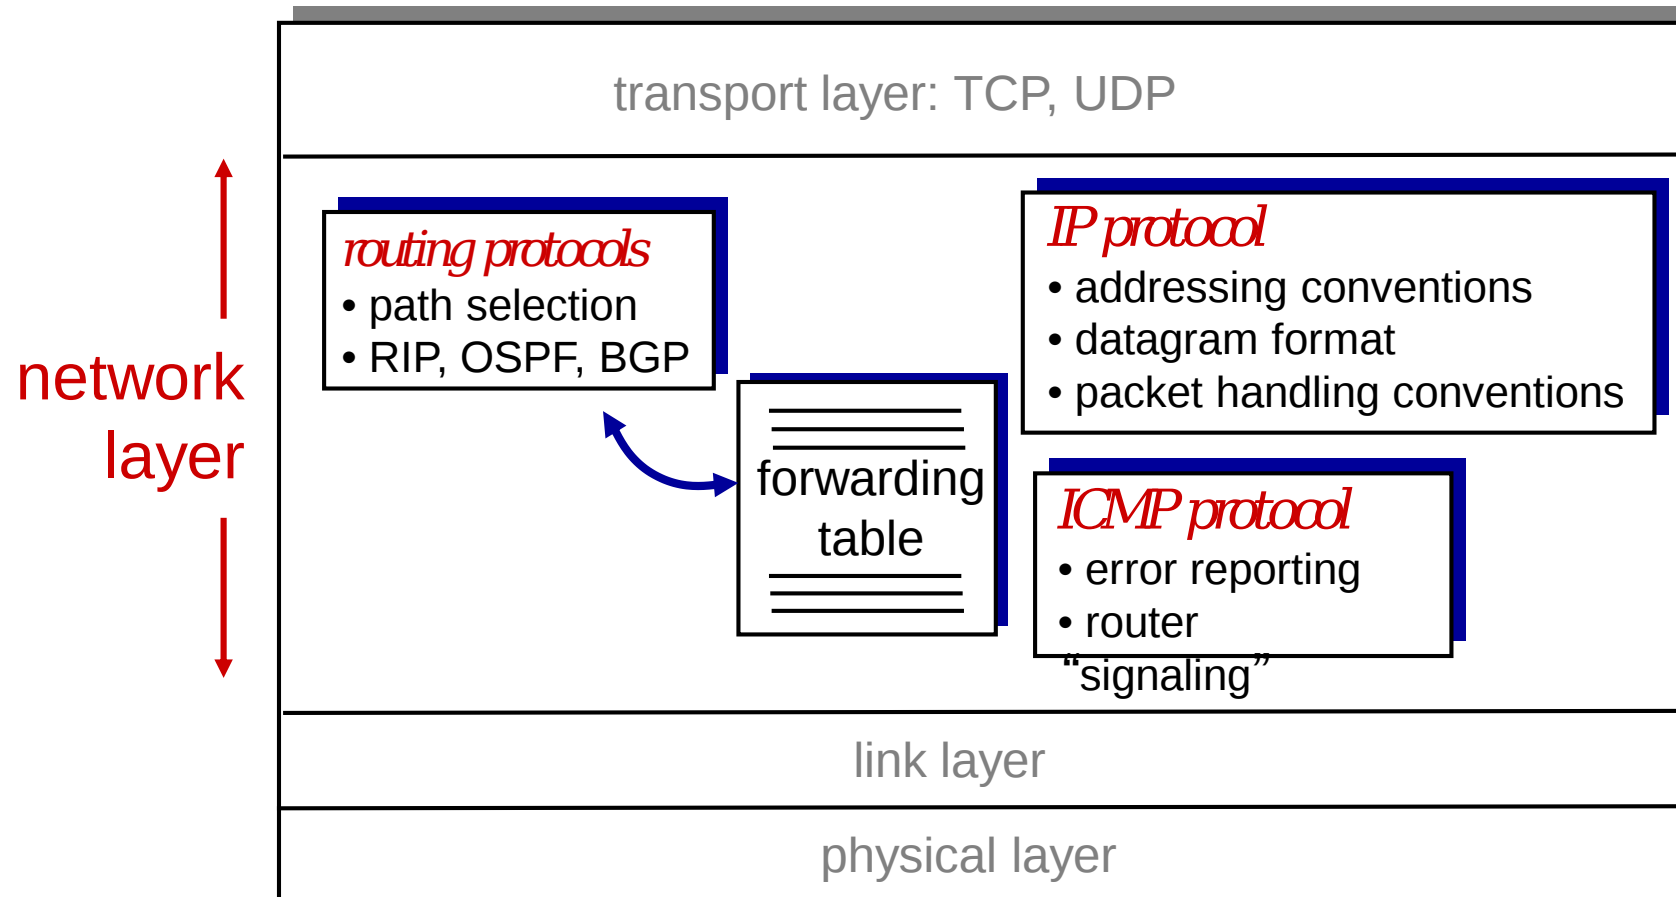 transport layer: TCP, UDP
network
layer
routing protocols
• path selection
• RIP, OSPF, BGP
forwarding
table
IP protocol
• addressing conventions
• datagram format
• packet handling conventions
ICMP protocol
• error reporting
• router
“signaling”
link layer
physical layer